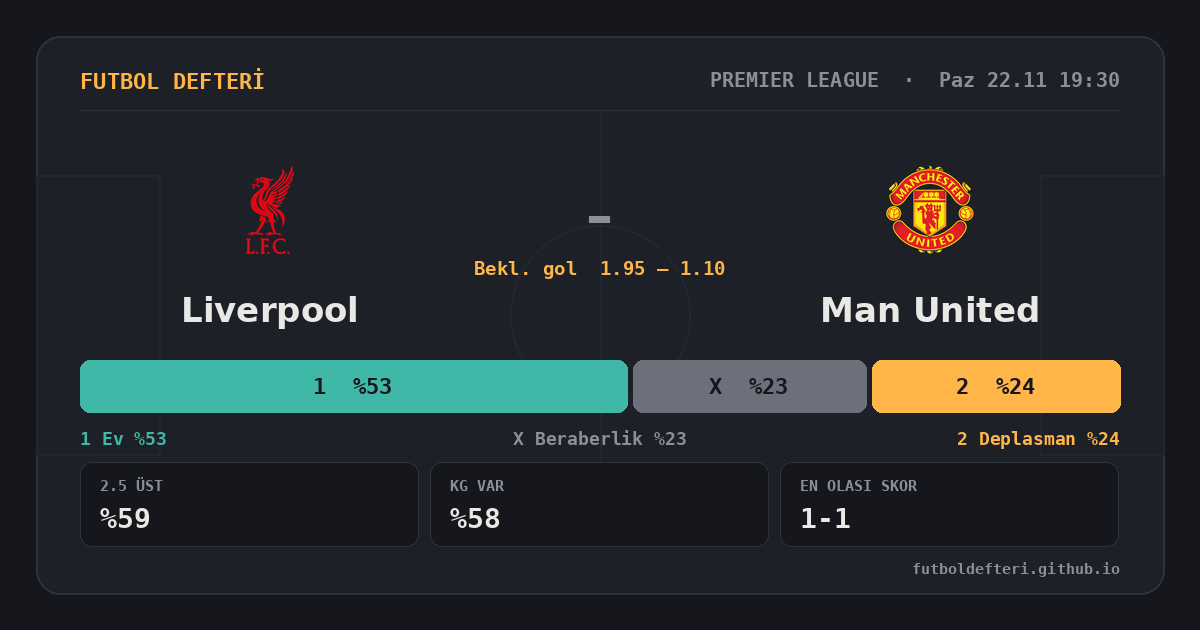 FUTBOL DEFTERİ
PREMIER LEAGUE · Paz 22.11 19:30
L.F.C.
MANCHESTER
UNITED
–
Bekl. gol 1.95 – 1.10
Liverpool
Man United
1 %53
X %23
2 %24
1 Ev %53
X Beraberlik %23
2 Deplasman %24
2.5 ÜST
%59
KG VAR
%58
EN OLASI SKOR
1-1
futboldefteri.github.io